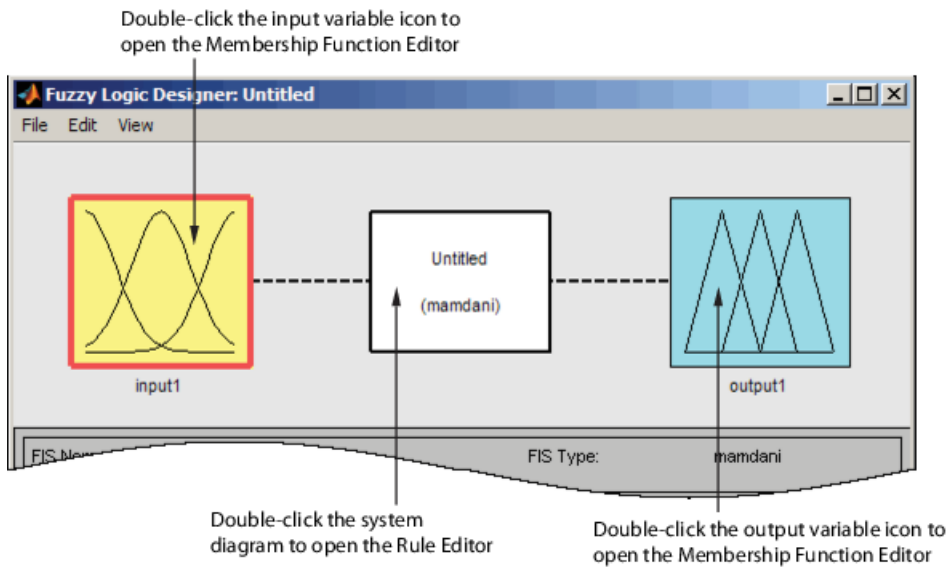 Double-click the input variable icon to
open the Membership Function Editor
Fuzzy Logic Designer: Untitled
File Edit View
Untitled
(mamdani)
input1
output1
FIS
FIS Type:
mamdani
Double-click the system
diagram to open the Rule Editor
Double-click the output variable icon to
open the Membership Function Editor